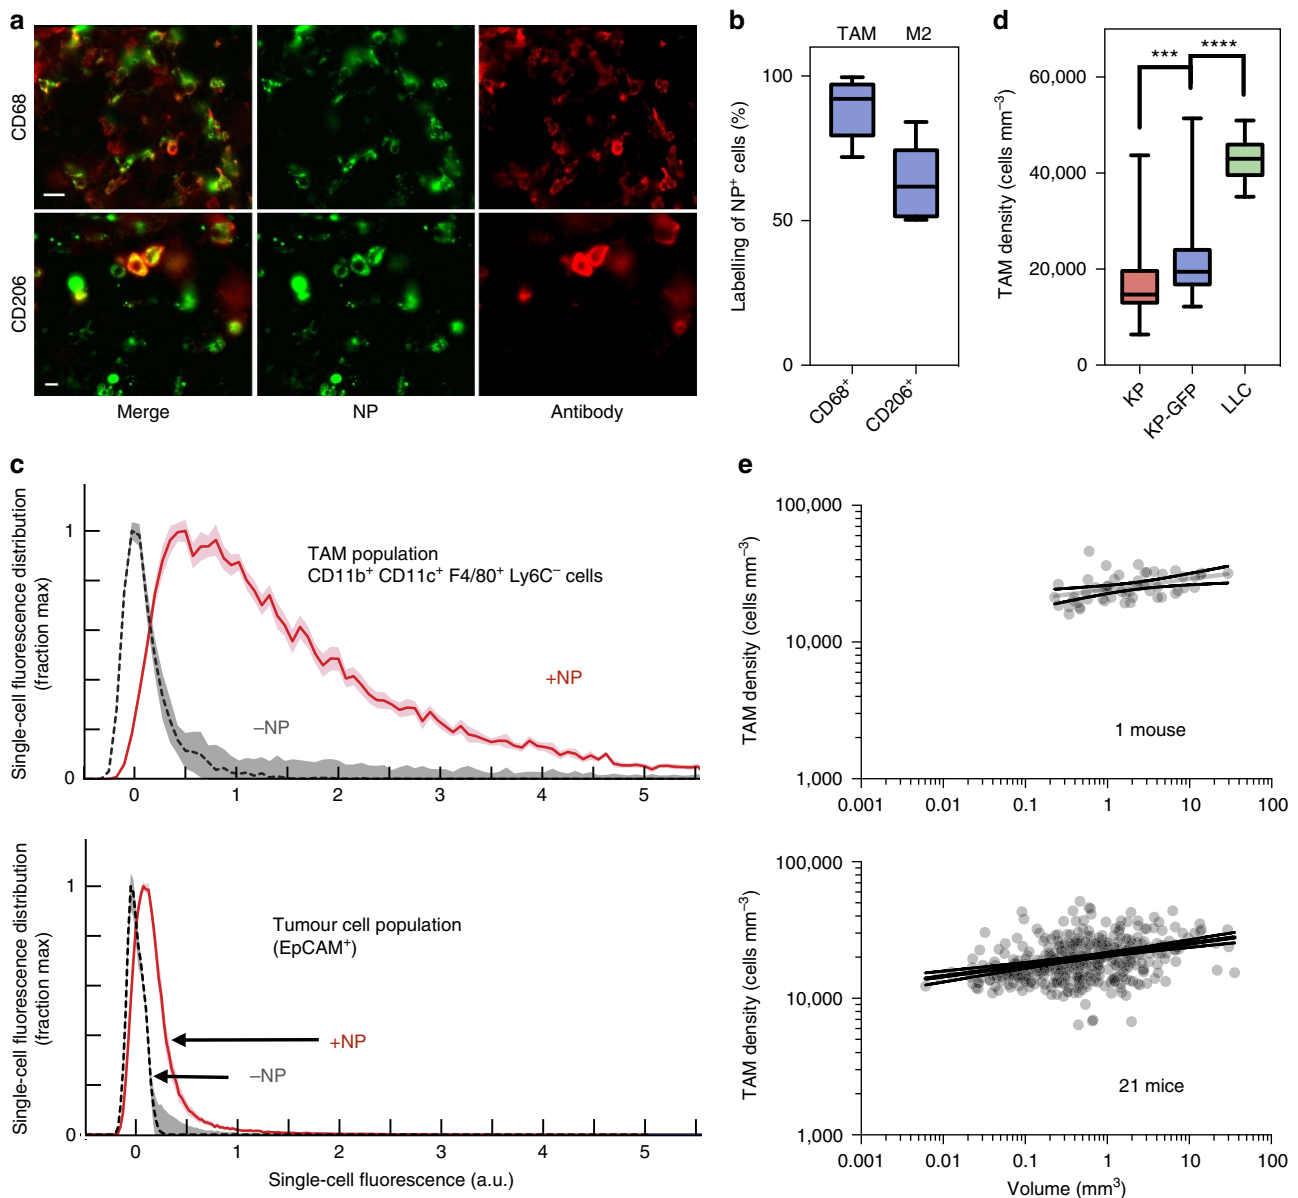 a
CD68
CD206
Merge
NP
Antibody
b
TAM
M2
Labelling of NP⁺ cells (%)
100
50
0
CD68⁺
CD206⁺
d
***
****
TAM density (cells mm⁻³)
60,000
40,000
20,000
0
KP
KP-GFP
LLC
c
Single-cell fluorescence distribution
(fraction max)
1
0
TAM population
CD11b⁺ CD11c⁺ F4/80⁺ Ly6C⁻ cells
+NP
–NP
0 1 2 3 4 5
Single-cell fluorescence distribution
(fraction max)
1
0
Tumour cell population
(EpCAM⁺)
+NP
–NP
0 1 2 3 4 5
Single-cell fluorescence (a.u.)
e
TAM density (cells mm⁻³)
100,000
10,000
1,000
1 mouse
0.001 0.01 0.1 1 10 100
TAM density (cells mm⁻³)
100,000
10,000
1,000
21 mice
0.001 0.01 0.1 1 10 100
Volume (mm³)